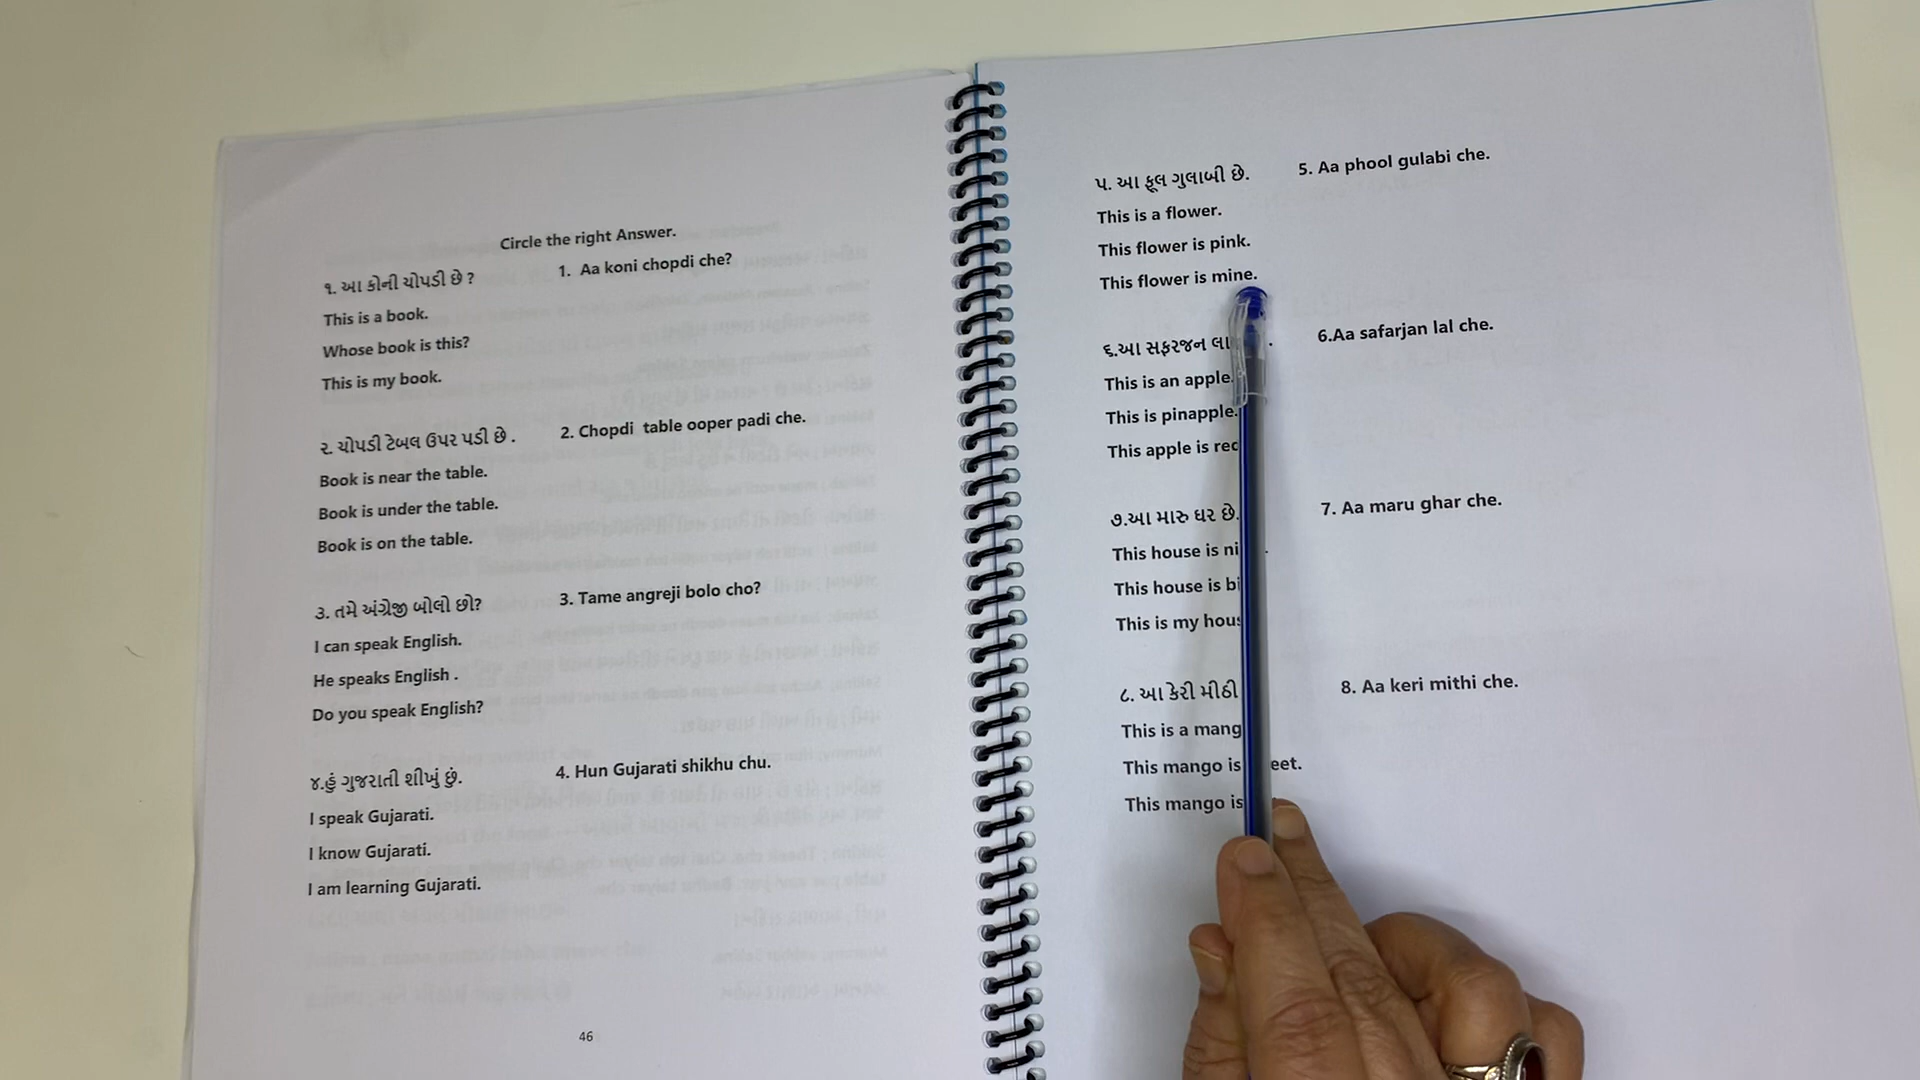 Circle the right Answer.
૧. આ કોની ચોપડી છે ? 1. Aa koni chopdi che?
This is a book.
Whose book is this?
This is my book.
૨. ચોપડી ટેબલ ઉપર પડી છે . 2. Chopdi table ooper padi che.
Book is near the table.
Book is under the table.
Book is on the table.
૩. તમે અંગ્રેજી બોલો છો? 3. Tame angreji bolo cho?
I can speak English.
He speaks English .
Do you speak English?
૪.હું ગુજરાતી શીખું છું. 4. Hun Gujarati shikhu chu.
I speak Gujarati.
I know Gujarati.
I am learning Gujarati.
46
૫. આ ફૂલ ગુલાબી છે. 5. Aa phool gulabi che.
This is a flower.
This flower is pink.
This flower is mine.
૬.આ સફરજન 6.Aa safarjan lal che.
This is an apple.
This is pinapple.
This apple is
૭.આ મારુ ઘર છે. 7. Aa maru ghar che.
This house is
This house is
This is my
૮. આ કેરી મીઠી 8. Aa keri mithi che.
This is a
This mango is
This mango is